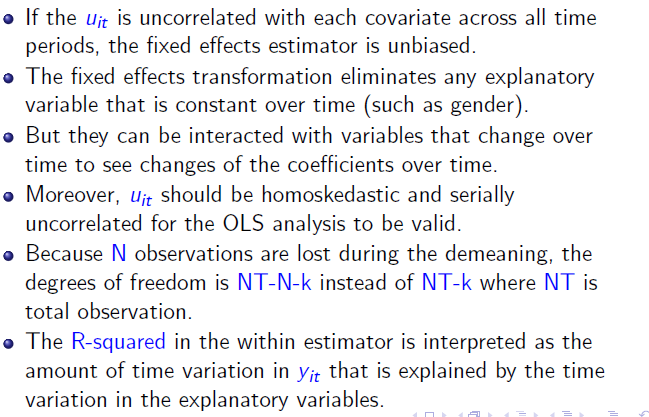 If the u_it is uncorrelated with each covariate across all time
periods, the fixed effects estimator is unbiased.
The fixed effects transformation eliminates any explanatory
variable that is constant over time (such as gender).
But they can be interacted with variables that change over
time to see changes of the coefficients over time.
Moreover, u_it should be homoskedastic and serially
uncorrelated for the OLS analysis to be valid.
Because N observations are lost during the demeaning, the
degrees of freedom is NT-N-k instead of NT-k where NT is
total observation.
The R-squared in the within estimator is interpreted as the
amount of time variation in y_it that is explained by the time
variation in the explanatory variables.